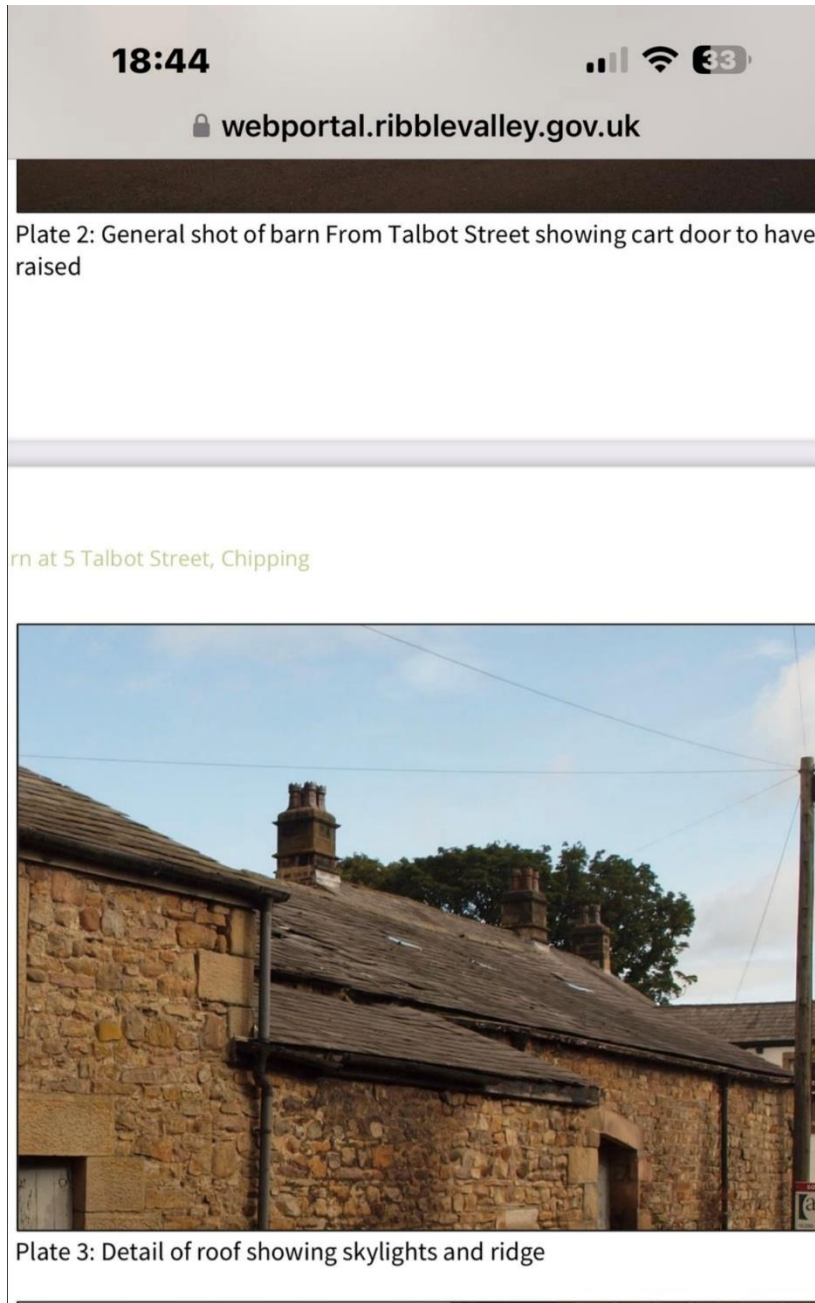 18:44
33
webportal.ribblevalley.gov.uk
Plate 2: General shot of barn From Talbot Street showing cart door to have
raised
rn at 5 Talbot Street, Chipping
Plate 3: Detail of roof showing skylights and ridge